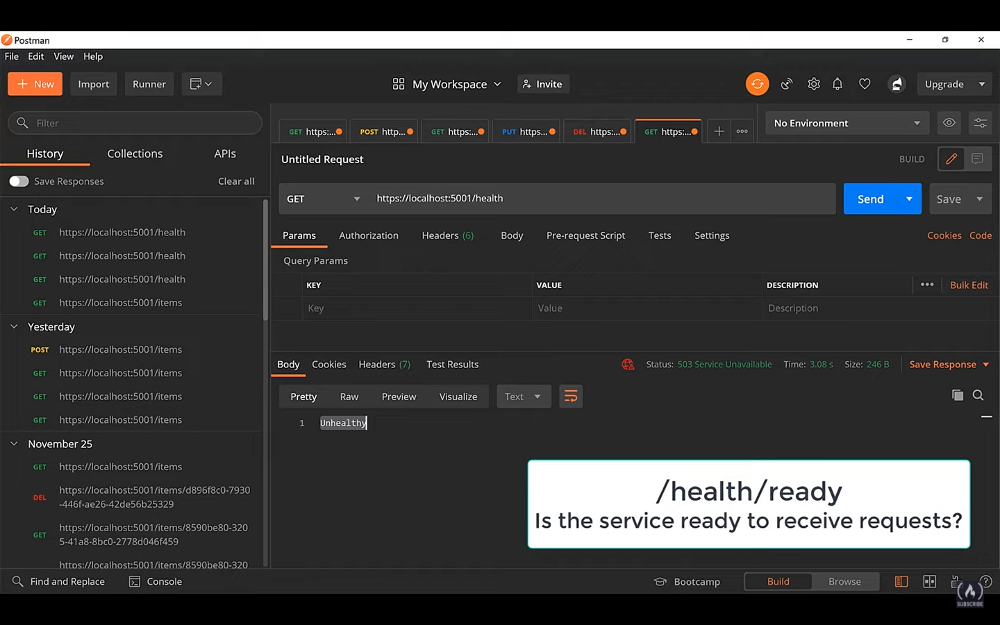 Postman
File Edit View Help
New Import Runner My Workspace Invite Upgrade
Filter
History Collections APIs
Save Responses Clear all
Today
GET https://localhost:5001/health
GET https://localhost:5001/health
GET https://localhost:5001/health
GET https://localhost:5001/items
Yesterday
POST https://localhost:5001/items
GET https://localhost:5001/items
GET https://localhost:5001/items
GET https://localhost:5001/items
November 25
GET https://localhost:5001/items
DEL https://localhost:5001/items/d896f8c0-7930
-446f-ae26-42de56b25329
GET https://localhost:5001/items/8590be80-320
5-41a8-8bc0-2778d046f459
https://localhost:5001/items/8590be80-320
GET https:... POST http... GET https:... PUT https... DEL https:... GET https:...
No Environment
Untitled Request BUILD
GET https://localhost:5001/health Send Save
Params Authorization Headers (6) Body Pre-request Script Tests Settings Cookies Code
Query Params
KEY VALUE DESCRIPTION Bulk Edit
Key Value Description
Body Cookies Headers (7) Test Results Status: 503 Service Unavailable Time: 3.08 s Size: 246 B Save Response
Pretty Raw Preview Visualize Text
1 Unhealthy
/health/ready
Is the service ready to receive requests?
Find and Replace Console Bootcamp Build Browse
SUBSCRIBE